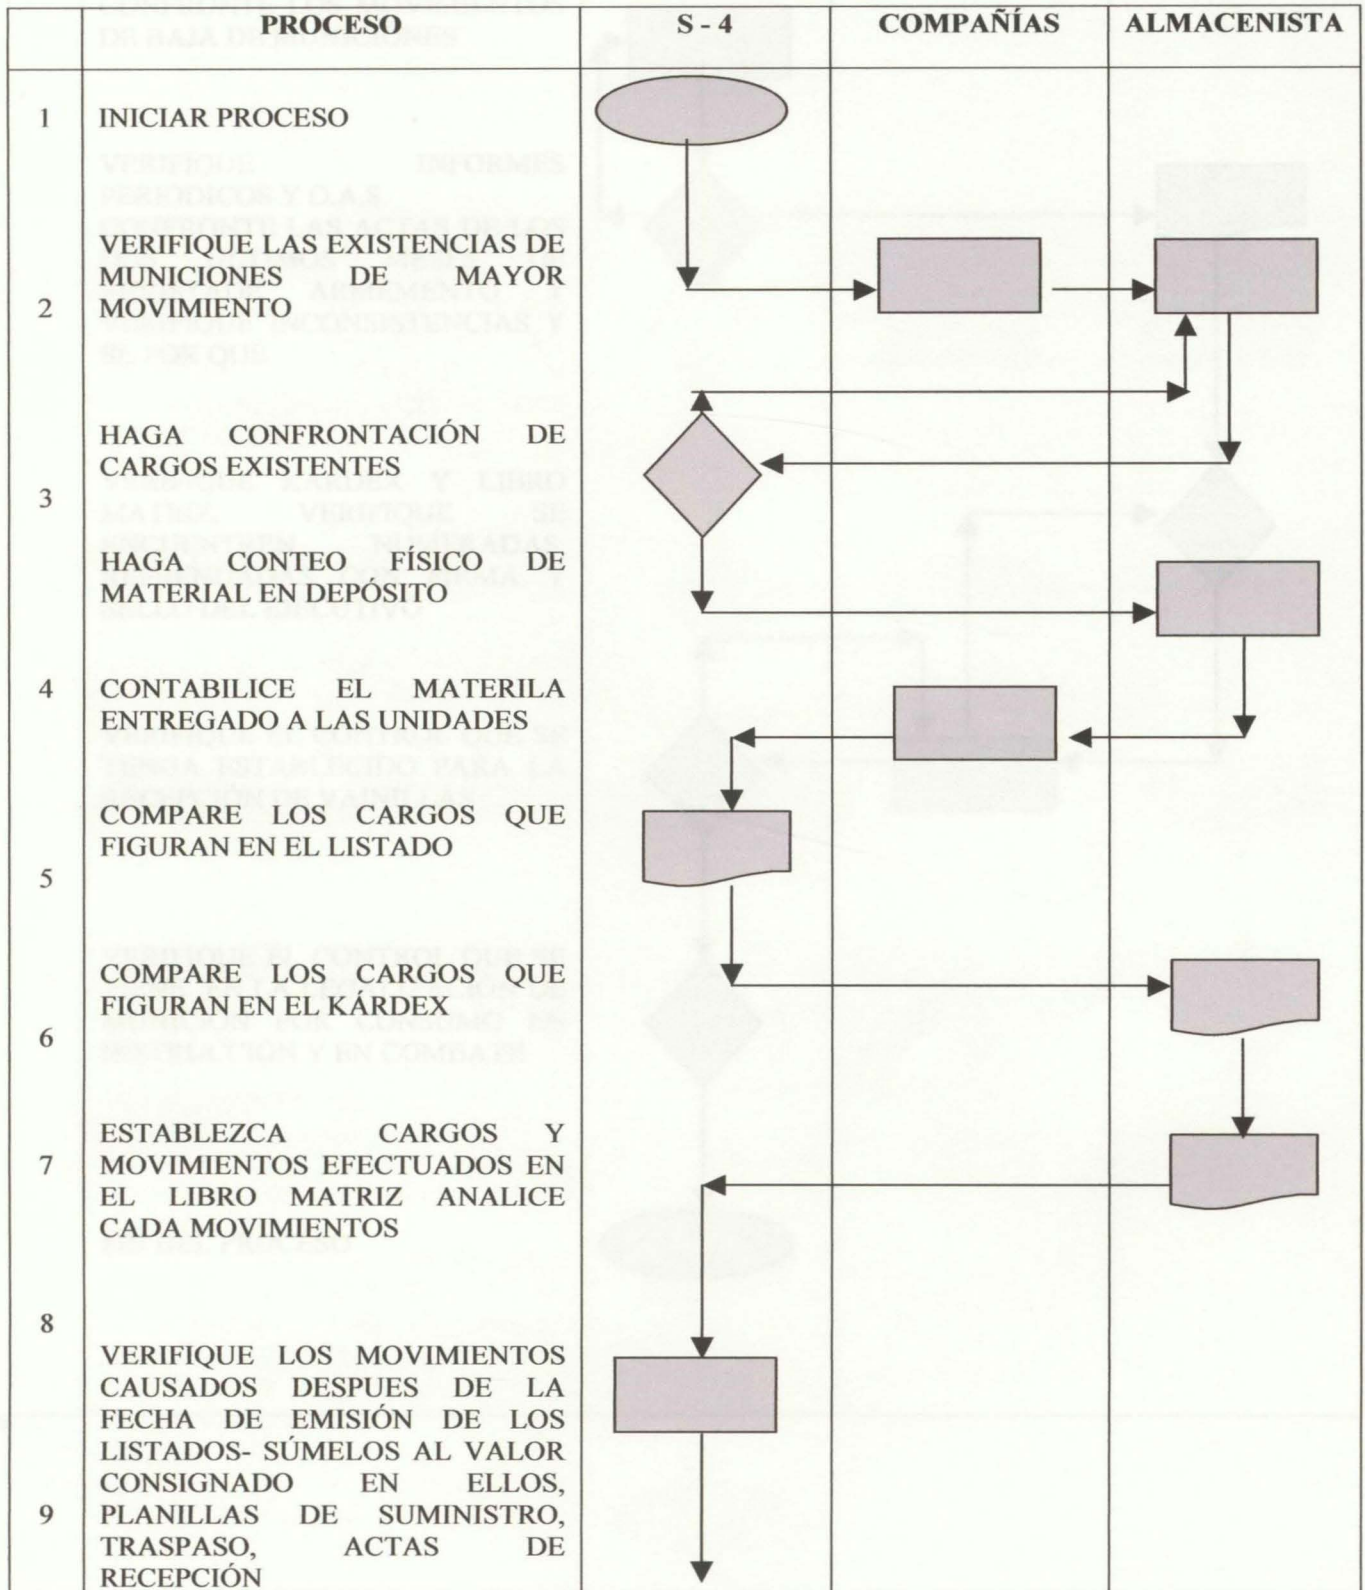 PROCESO S - 4 COMPAÑÍAS ALMACENISTA
1 INICIAR PROCESO
VERIFIQUE LAS EXISTENCIAS DE
MUNICIONES DE MAYOR
2 MOVIMIENTO
HAGA CONFRONTACIÓN DE
CARGOS EXISTENTES
3
HAGA CONTEO FÍSICO DE
MATERIAL EN DEPÓSITO
4 CONTABILICE EL MATERILA
ENTREGADO A LAS UNIDADES
COMPARE LOS CARGOS QUE
FIGURAN EN EL LISTADO
5
COMPARE LOS CARGOS QUE
FIGURAN EN EL KÁRDEX
6
ESTABLEZCA CARGOS Y
7 MOVIMIENTOS EFECTUADOS EN
EL LIBRO MATRIZ ANALICE
CADA MOVIMIENTOS
8
VERIFIQUE LOS MOVIMIENTOS
CAUSADOS DESPUES DE LA
FECHA DE EMISIÓN DE LOS
LISTADOS- SÚMELOS AL VALOR
CONSIGNADO EN ELLOS,
9 PLANILLAS DE SUMINISTRO,
TRASPASO, ACTAS DE
RECEPCIÓN